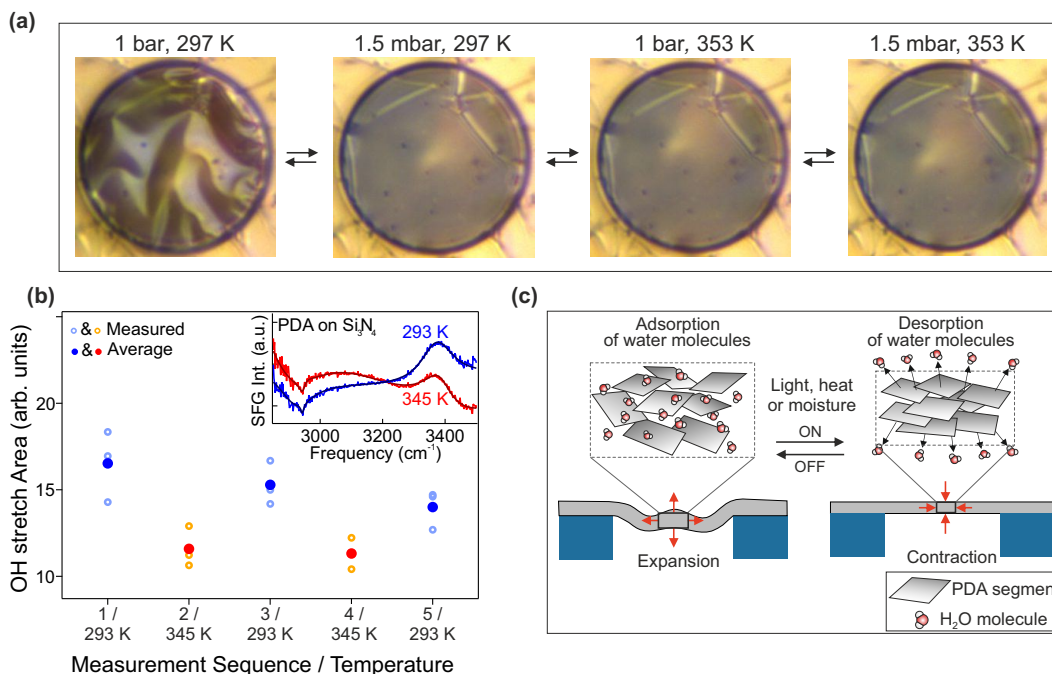 (a)
1 bar, 297 K
1.5 mbar, 297 K
1 bar, 353 K
1.5 mbar, 353 K
(b)
OH stretch Area (arb. units)
20
15
10
& Measured
& Average
PDA on Si₃N₄
293 K
345 K
SFG Int. (a.u.)
3000
3200
3400
Frequency (cm⁻¹)
1 /
293 K
2 /
345 K
3 /
293 K
4 /
345 K
5 /
293 K
Measurement Sequence / Temperature
(c)
Adsorption
of water molecules
Desorption
of water molecules
Light, heat
or moisture
ON
OFF
Expansion
Contraction
PDA segment
H₂O molecule